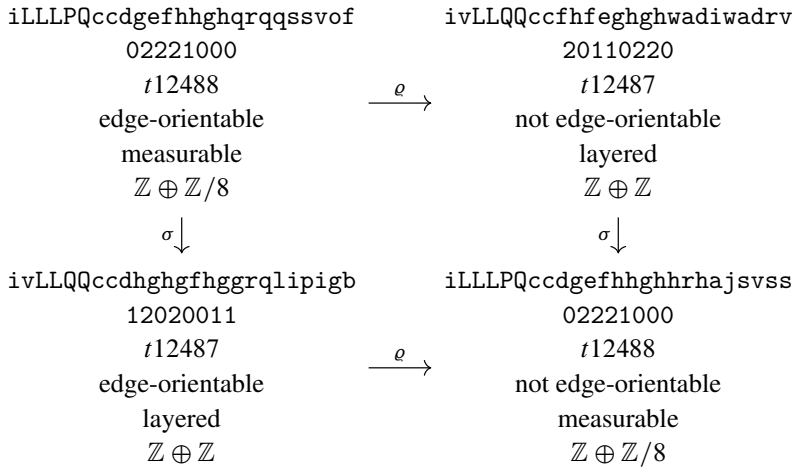 iLLLPQccdgefhhghqrqqssvof
02221000
t12488
edge-orientable
measurable
ℤ ⊕ ℤ/8
ϱ
ivLLQQccfhfeghghwadiwadrv
20110220
t12487
not edge-orientable
layered
ℤ ⊕ ℤ
σ
σ
ivLLQQccdhghgfhggrqlipigb
12020011
t12487
edge-orientable
layered
ℤ ⊕ ℤ
ϱ
iLLLPQccdgefhhghhrhajsvss
02221000
t12488
not edge-orientable
measurable
ℤ ⊕ ℤ/8